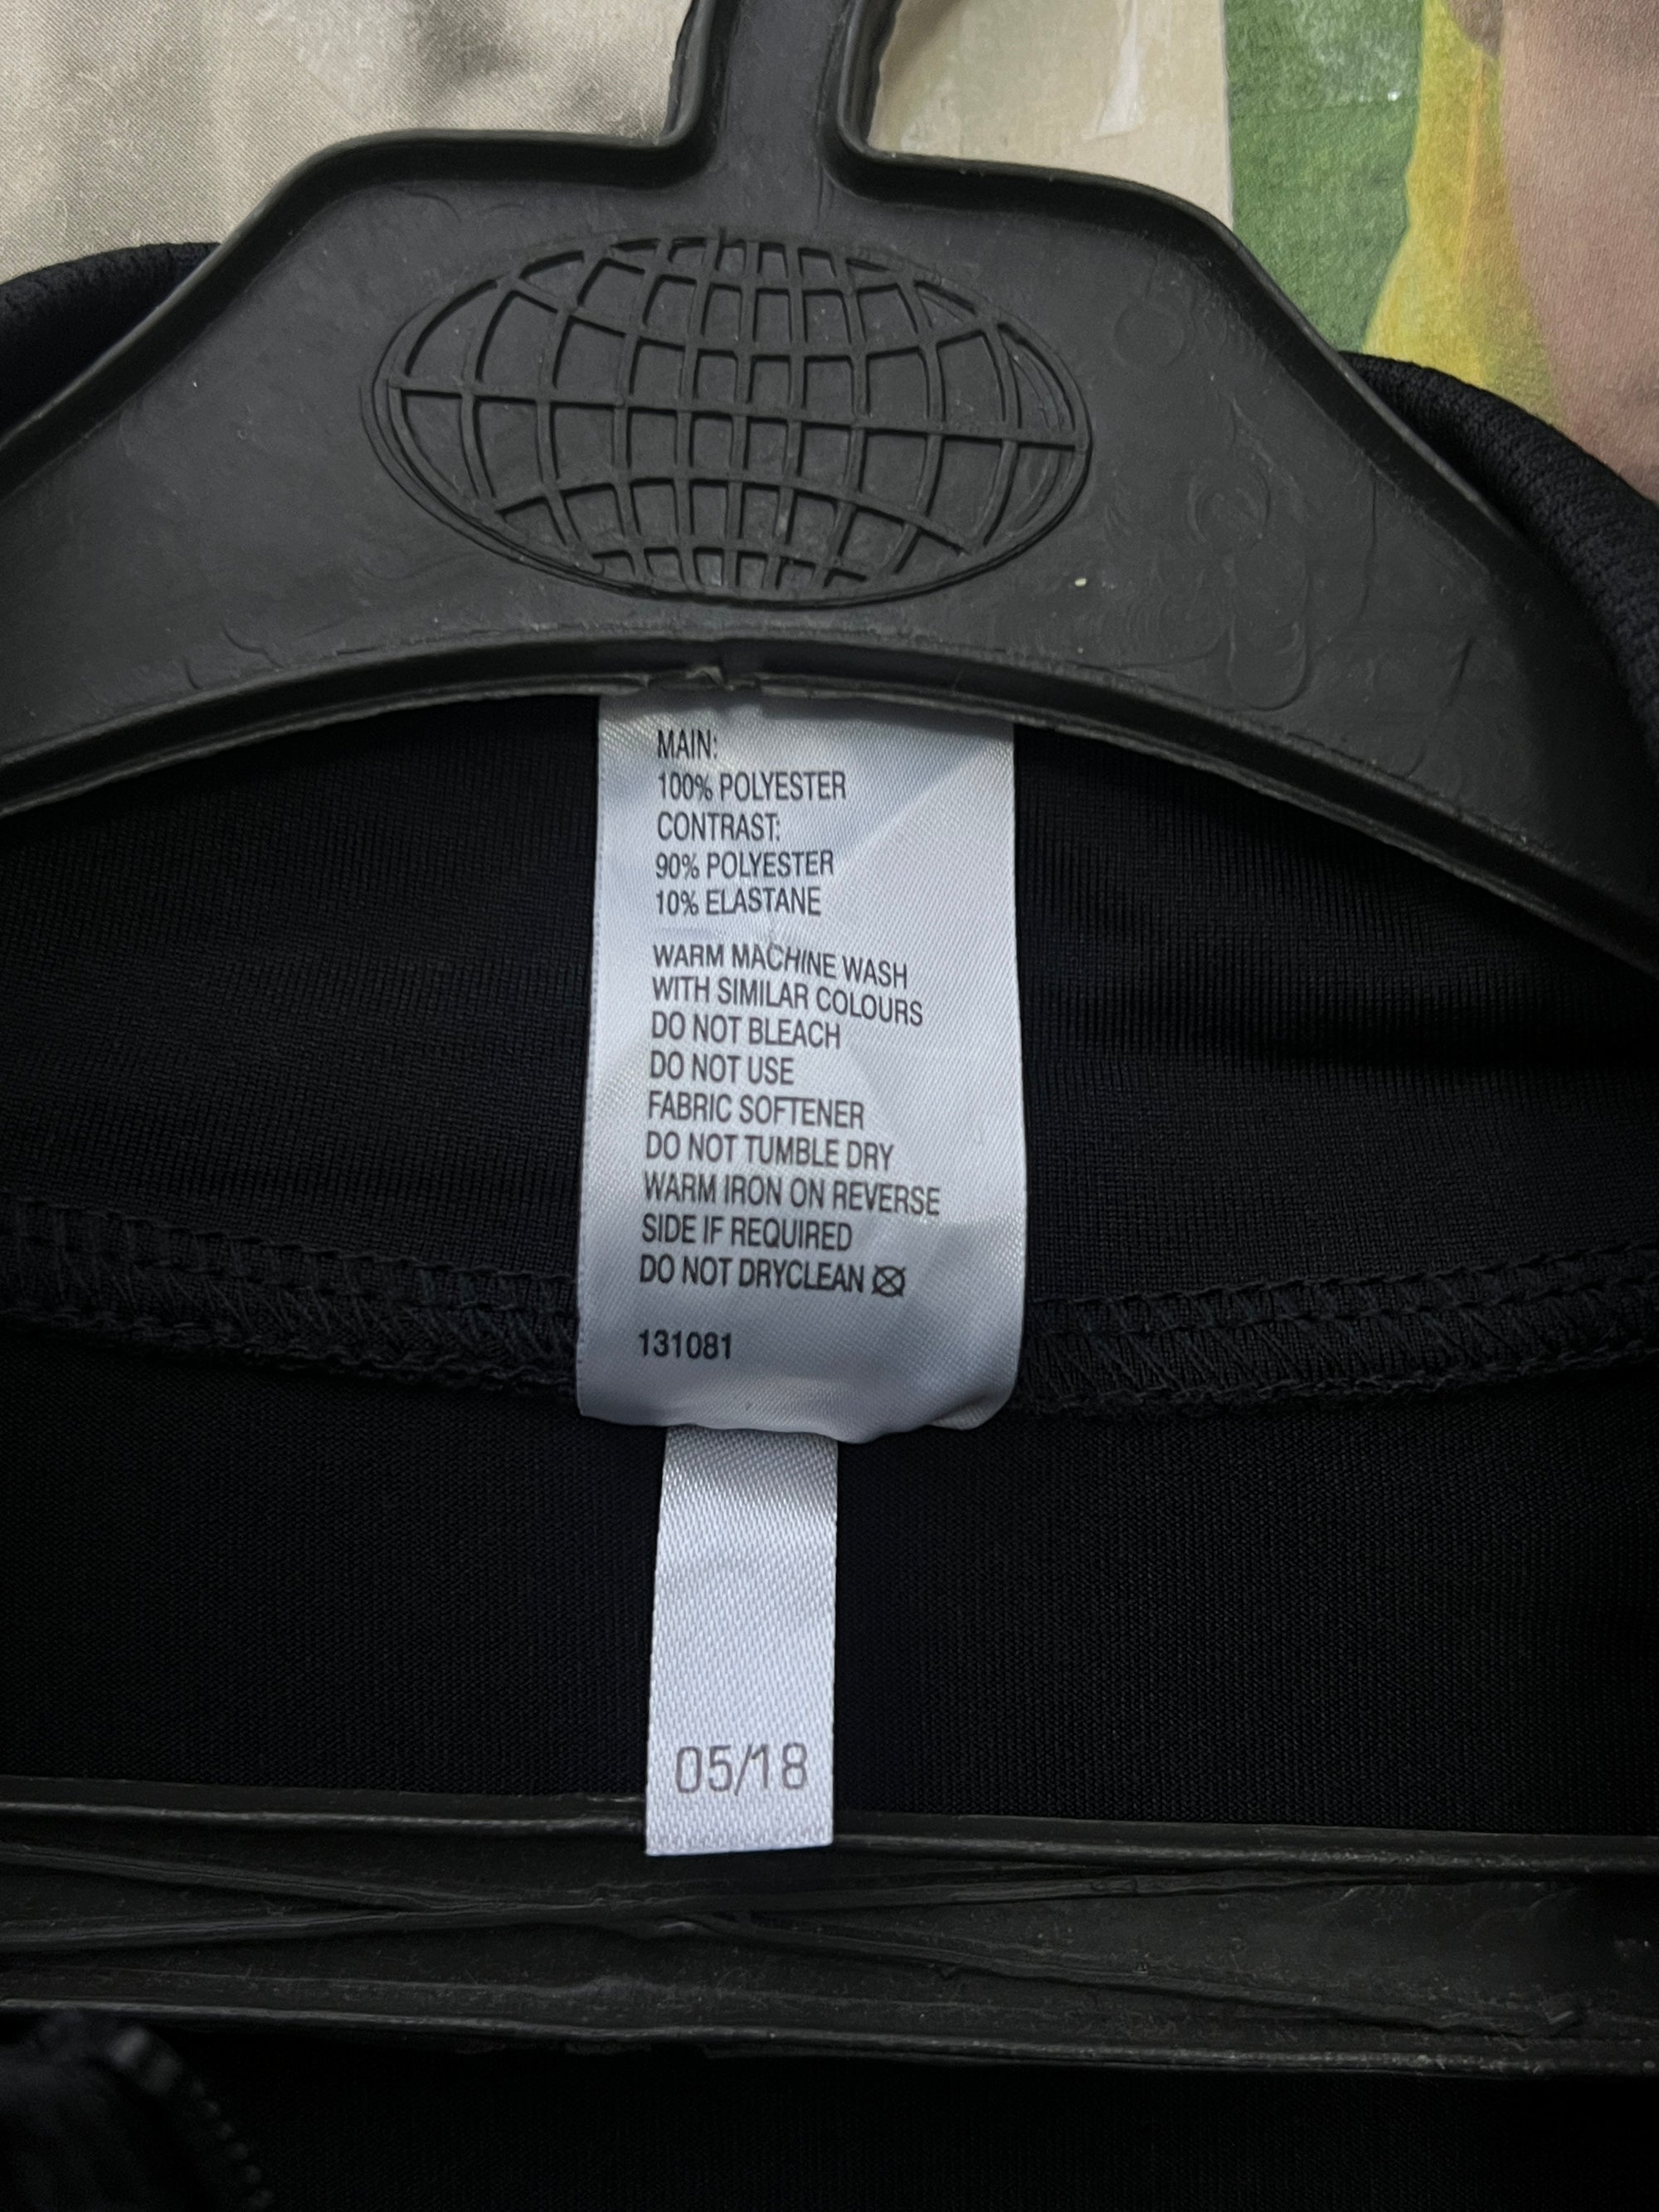 MAIN:
100% POLYESTER
CONTRAST:
90% POLYESTER
10% ELASTANE
WARM MACHINE WASH
WITH SIMILAR COLOURS
DO NOT BLEACH
DO NOT USE
FABRIC SOFTENER
DO NOT TUMBLE DRY
WARM IRON ON REVERSE
SIDE IF REQUIRED
DO NOT DRYCLEAN
131081
05/18